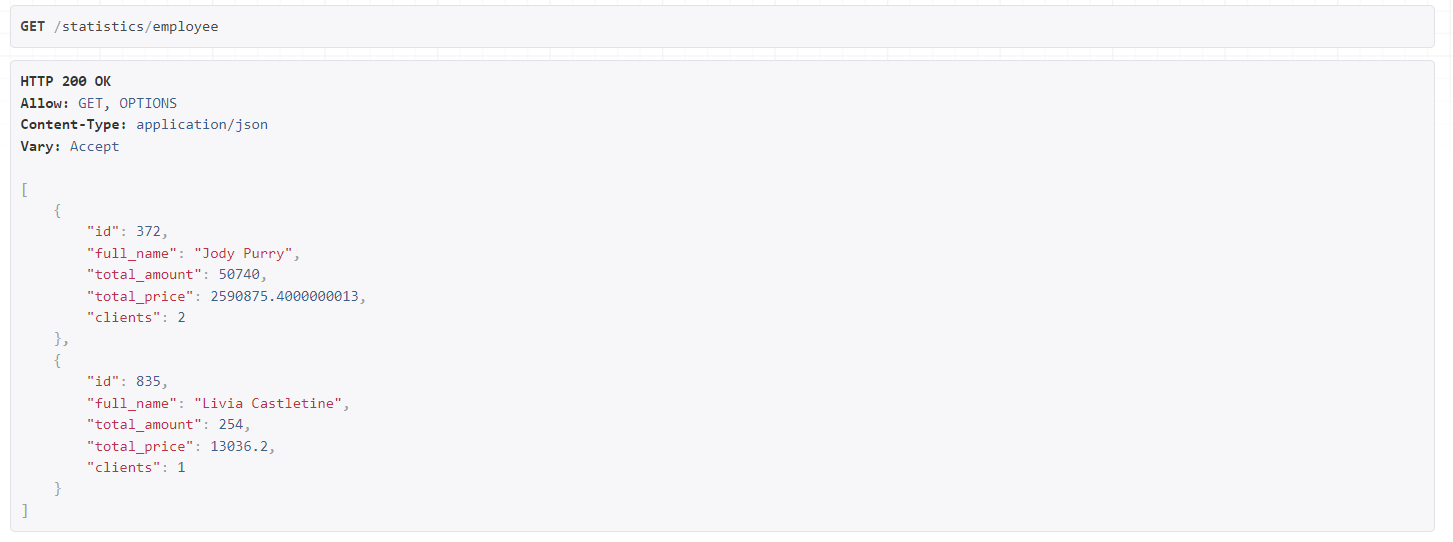 GET /statistics/employee
HTTP 200 OK
Allow: GET, OPTIONS
Content-Type: application/json
Vary: Accept
[
    {
        "id": 372,
        "full_name": "Jody Purry",
        "total_amount": 50740,
        "total_price": 2590875.4000000013,
        "clients": 2
    },
    {
        "id": 835,
        "full_name": "Livia Castletine",
        "total_amount": 254,
        "total_price": 13036.2,
        "clients": 1
    }
]